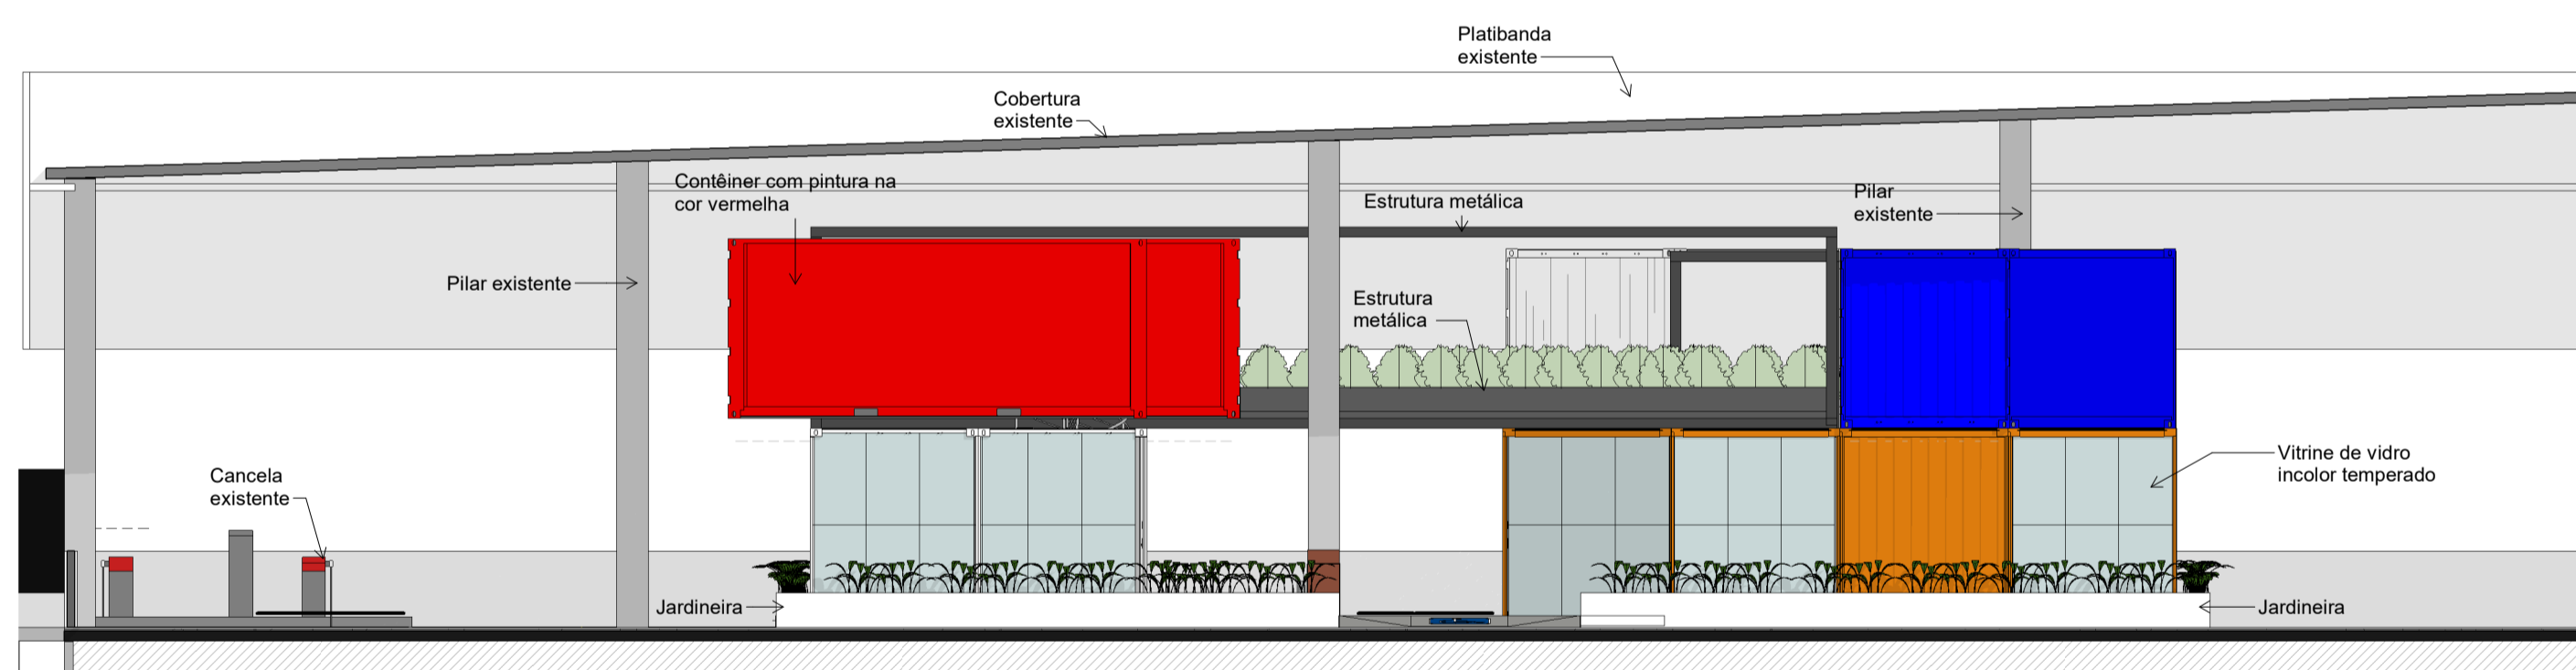 Platibanda
existente
Cobertura
existente
Contêiner com pintura na
cor vermelha
Estrutura metálica
Pilar
existente
Pilar existente
Estrutura
metálica
Cancela
existente
Vitrine de vidro
incolor temperado
Jardineira
Jardineira